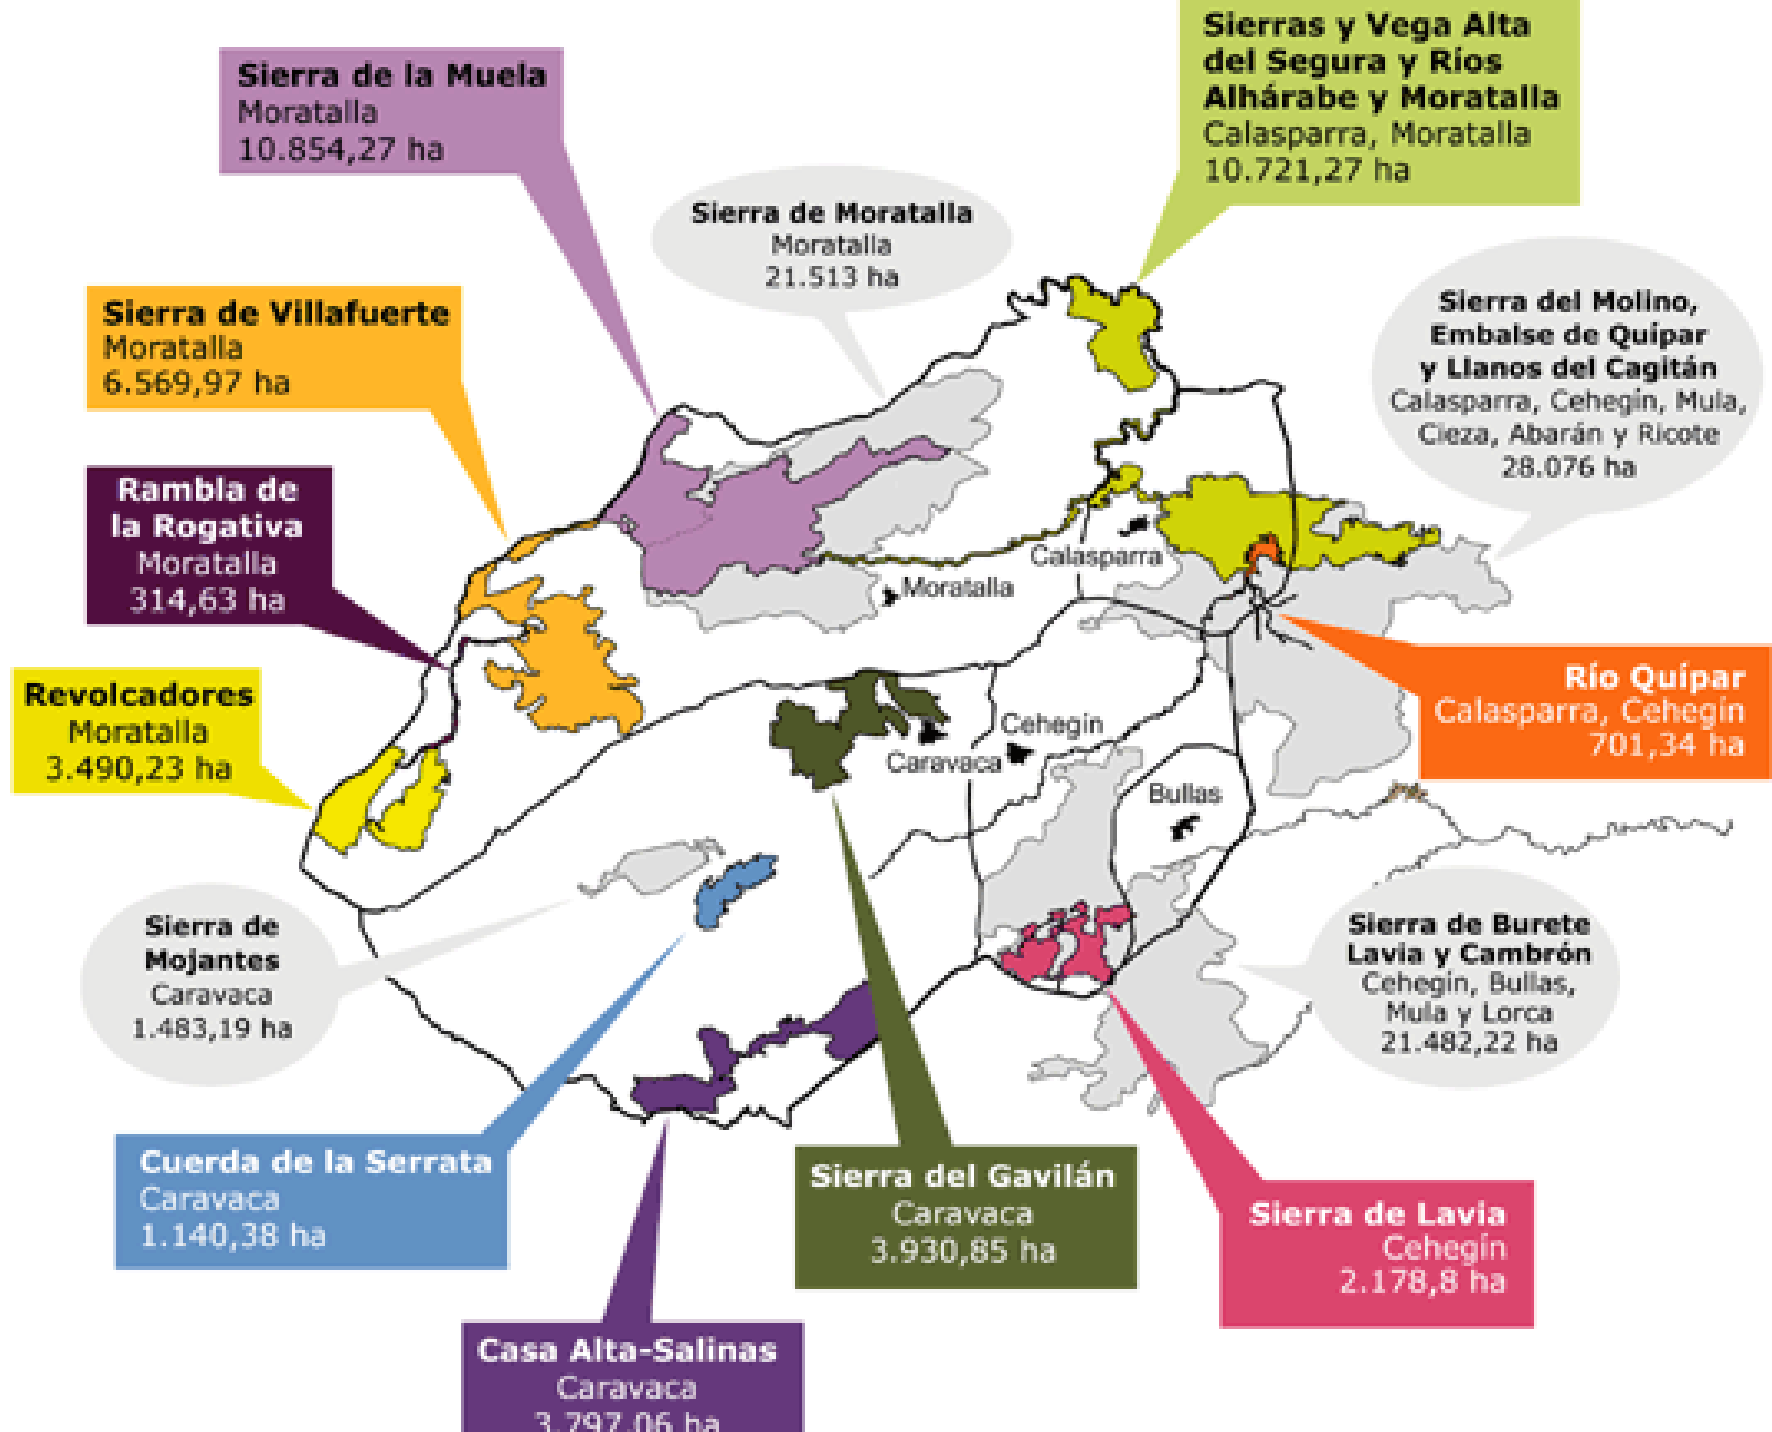 Sierras y Vega Alta
del Segura y Ríos
Alhárabe y Moratalla
Calasparra, Moratalla
10.721,27 ha
Sierra de la Muela
Moratalla
10.854,27 ha
Sierra de Moratalla
Moratalla
21.513 ha
Sierra del Molino,
Embalse de Quípar
y Llanos del Cagitán
Calasparra, Cehegín, Mula,
Cieza, Abarán y Ricote
28.076 ha
Sierra de Villafuerte
Moratalla
6.569,97 ha
Rambla de
la Rogativa
Moratalla
314,63 ha
Calasparra
Moratalla
Revolcadores
Moratalla
3.490,23 ha
Río Quípar
Calasparra, Cehegín
701,34 ha
Cehegín
Caravaca
Bullas
Sierra de
Mojantes
Caravaca
1.483,19 ha
Sierra de Burete
Lavia y Cambrón
Cehegín, Bullas,
Mula y Lorca
21.482,22 ha
Cuerda de la Serrata
Caravaca
1.140,38 ha
Sierra del Gavilán
Caravaca
3.930,85 ha
Sierra de Lavia
Cehegín
2.178,8 ha
Casa Alta-Salinas
Caravaca
3.797,06 ha